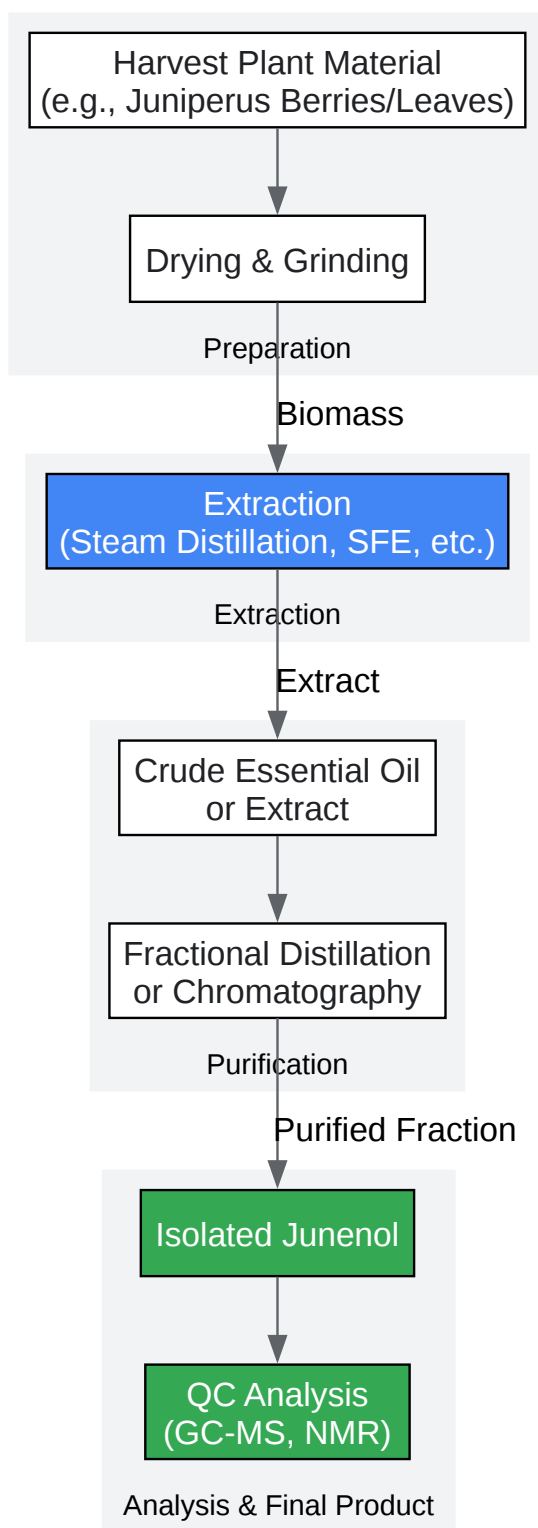 Harvest Plant Material
(e.g., Juniperus Berries/Leaves)
Drying & Grinding
Preparation
Biomass
Extraction
(Steam Distillation, SFE, etc.)
Extraction
Extract
Crude Essential Oil
or Extract
Fractional Distillation
or Chromatography
Purification
Purified Fraction
Isolated Junenol
QC Analysis
(GC-MS, NMR)
Analysis & Final Product